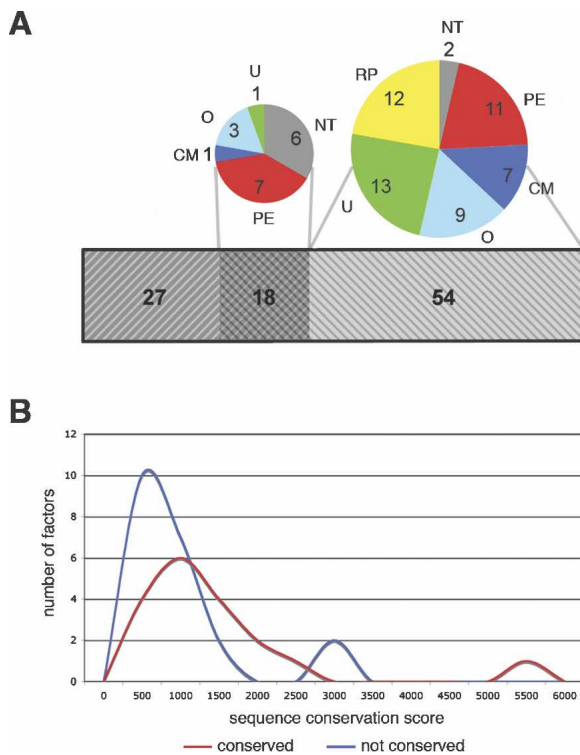 A
U
1
O
3
NT
6
CM 1
7
PE
NT
2
RP
12
PE
11
7
CM
13
U
9
O
27 18 54
B
number of factors
12
10
8
6
4
2
0
0 500 1000 1500 2000 2500 3000 3500 4000 4500 5000 5500 6000
sequence conservation score
conserved not conserved